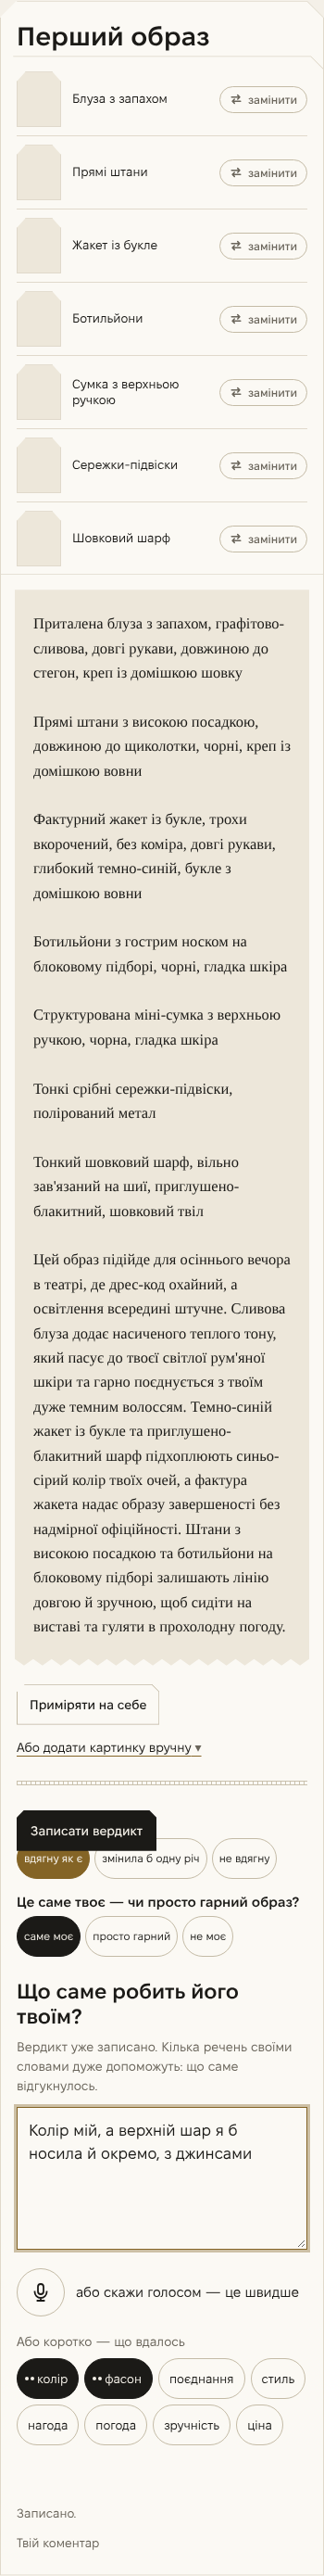 Перший образ
Блуза з запахом
замінити
Прямі штани
замінити
Жакет із букле
замінити
Ботильйони
замінити
Сумка з верхньою
ручкою
замінити
Сережки-підвіски
замінити
Шовковий шарф
замінити
Приталена блуза з запахом, графітово-
сливова, довгі рукави, довжиною до
стегон, креп із домішкою шовку
Прямі штани з високою посадкою,
довжиною до щиколотки, чорні, креп із
домішкою вовни
Фактурний жакет із букле, трохи
вкорочений, без коміра, довгі рукави,
глибокий темно-синій, букле з
домішкою вовни
Ботильйони з гострим носком на
блоковому підборі, чорні, гладка шкіра
Структурована міні-сумка з верхньою
ручкою, чорна, гладка шкіра
Тонкі срібні сережки-підвіски,
полірований метал
Тонкий шовковий шарф, вільно
зав'язаний на шиї, приглушено-
блакитний, шовковий твіл
Цей образ підійде для осіннього вечора
в театрі, де дрес-код охайний, а
освітлення всередині штучне. Сливова
блуза додає насиченого теплого тону,
який пасує до твоєї світлої рум'яної
шкіри та гарно поєднується з твоїм
дуже темним волоссям. Темно-синій
жакет із букле та приглушено-
блакитний шарф підхоплюють синьо-
сірий колір твоїх очей, а фактура
жакета надає образу завершеності без
надмірної офіційності. Штани з
високою посадкою та ботильйони на
блоковому підборі залишають лінію
довгою й зручною, щоб сидіти на
виставі та гуляти в прохолодну погоду.
Приміряти на себе
Або додати картинку вручну ▾
Записати вердикт
вдягну як є
змінила б одну річ
не вдягну
Це саме твоє — чи просто гарний образ?
саме моє
просто гарний
не моє
Що саме робить його
твоїм?
Вердикт уже записано. Кілька речень своїми
словами дуже допоможуть: що саме
відгукнулось.
Колір мій, а верхній шар я б
носила й окремо, з джинсами
або скажи голосом — це швидше
Або коротко — що вдалось
колір
фасон
поєднання
стиль
нагода
погода
зручність
ціна
Записано.
Твій коментар